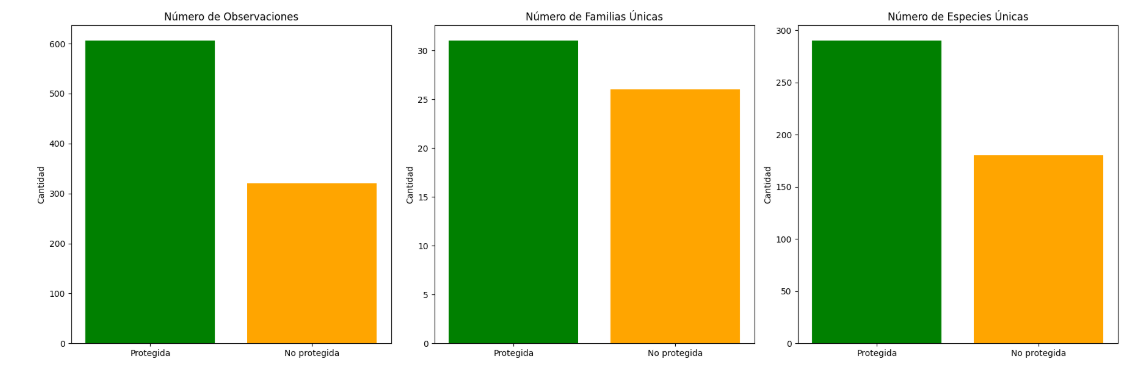 Número de Observaciones
600
500
400
300
200
100
0
Cantidad
Protegida
No protegida
Número de Familias Únicas
30
25
20
15
10
5
0
Cantidad
Protegida
No protegida
Número de Especies Únicas
300
250
200
150
100
50
0
Cantidad
Protegida
No protegida